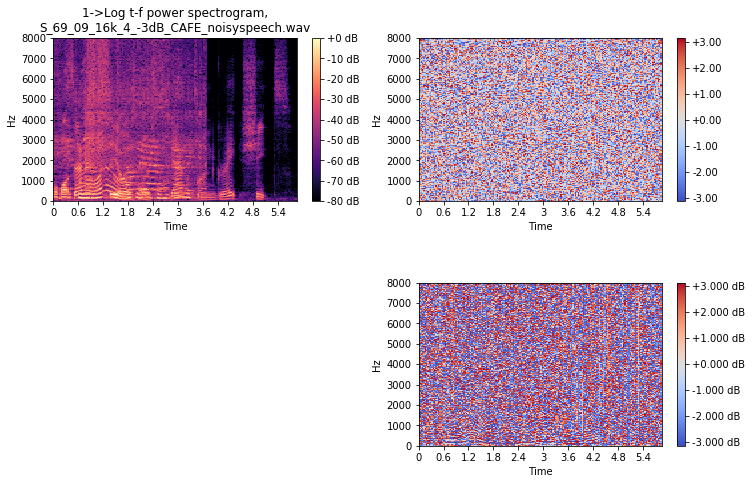 1->Log t-f power spectrogram,
S_69_09_16k_4_-3dB_CAFE_noisyspeech.wav
8000
7000
6000
5000
4000
3000
2000
1000
0
Hz
0 0.6 1.2 1.8 2.4 3 3.6 4.2 4.8 5.4
Time
+0 dB
-10 dB
-20 dB
-30 dB
-40 dB
-50 dB
-60 dB
-70 dB
-80 dB
8000
7000
6000
5000
4000
3000
2000
1000
0
Hz
0 0.6 1.2 1.8 2.4 3 3.6 4.2 4.8 5.4
Time
+3.00
+2.00
+1.00
+0.00
-1.00
-2.00
-3.00
8000
7000
6000
5000
4000
3000
2000
1000
0
Hz
0 0.6 1.2 1.8 2.4 3 3.6 4.2 4.8 5.4
Time
+3.000 dB
+2.000 dB
+1.000 dB
+0.000 dB
-1.000 dB
-2.000 dB
-3.000 dB